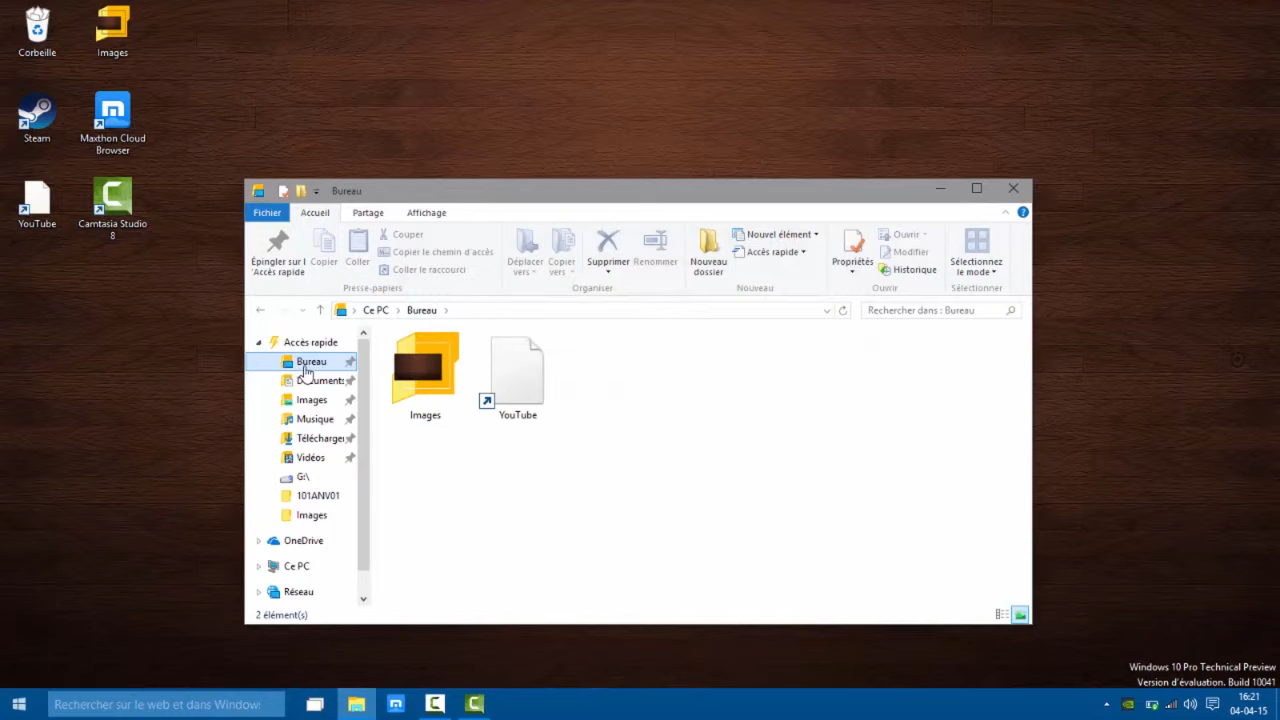 Corbeille
Images
Steam
Maxthon Cloud
Browser
YouTube
Camtasia Studio
8
Bureau
Fichier
Accueil
Partage
Affichage
Épingler sur l
'Accès rapide
Copier
Coller
Couper
Copier le chemin d'accès
Coller le raccourci
Presse-papiers
Déplacer
vers
Copier
vers
Supprimer
Renommer
Organiser
Nouveau
dossier
Nouvel élément
Accès rapide
Nouveau
Propriétés
Ouvrir
Modifier
Historique
Ouvrir
Sélectionnez
le mode
Sélectionner
Ce PC
Bureau
Rechercher dans : Bureau
Accès rapide
Bureau
Documents
Images
Musique
Télécharge
Vidéos
G:\
101ANV01
Images
OneDrive
Ce PC
Réseau
Images
YouTube
2 élément(s)
Windows 10 Pro Technical Preview
Version d'évaluation. Build 10041
Rechercher sur le web et dans Windows
16:21
04-04-15